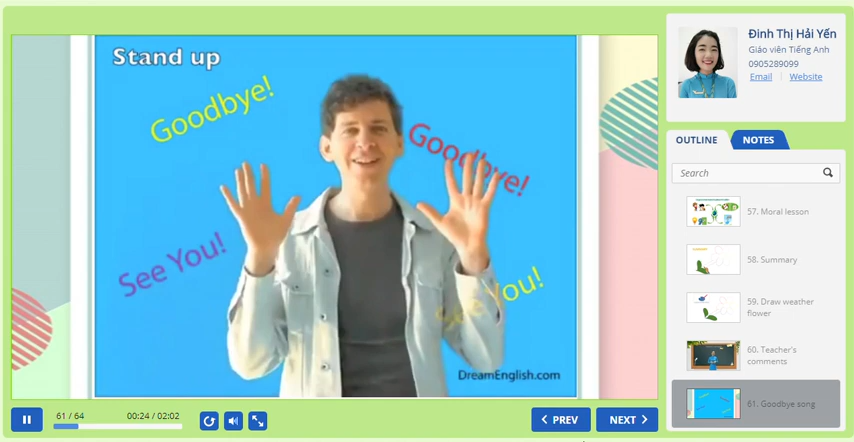 Stand up
Goodbye!
Goodbye!
See You!
See You!
DreamEnglish.com
61 / 64
00:24 / 02:02
PREV
NEXT
Đinh Thị Hải Yến
Giáo viên Tiếng Anh
0905289099
Email | Website
OUTLINE
NOTES
Search
57. Moral lesson
58. Summary
59. Draw weather
flower
60. Teacher's
comments
61. Goodbye song